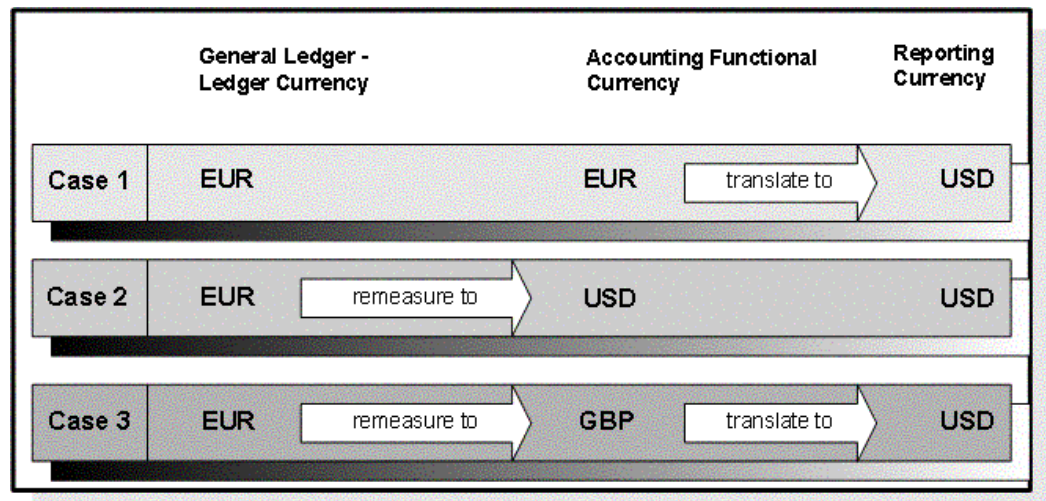 General Ledger -
Ledger Currency
Accounting Functional
Currency
Reporting
Currency
Case 1 EUR EUR translate to USD
Case 2 EUR remeasure to USD USD
Case 3 EUR remeasure to GBP translate to USD